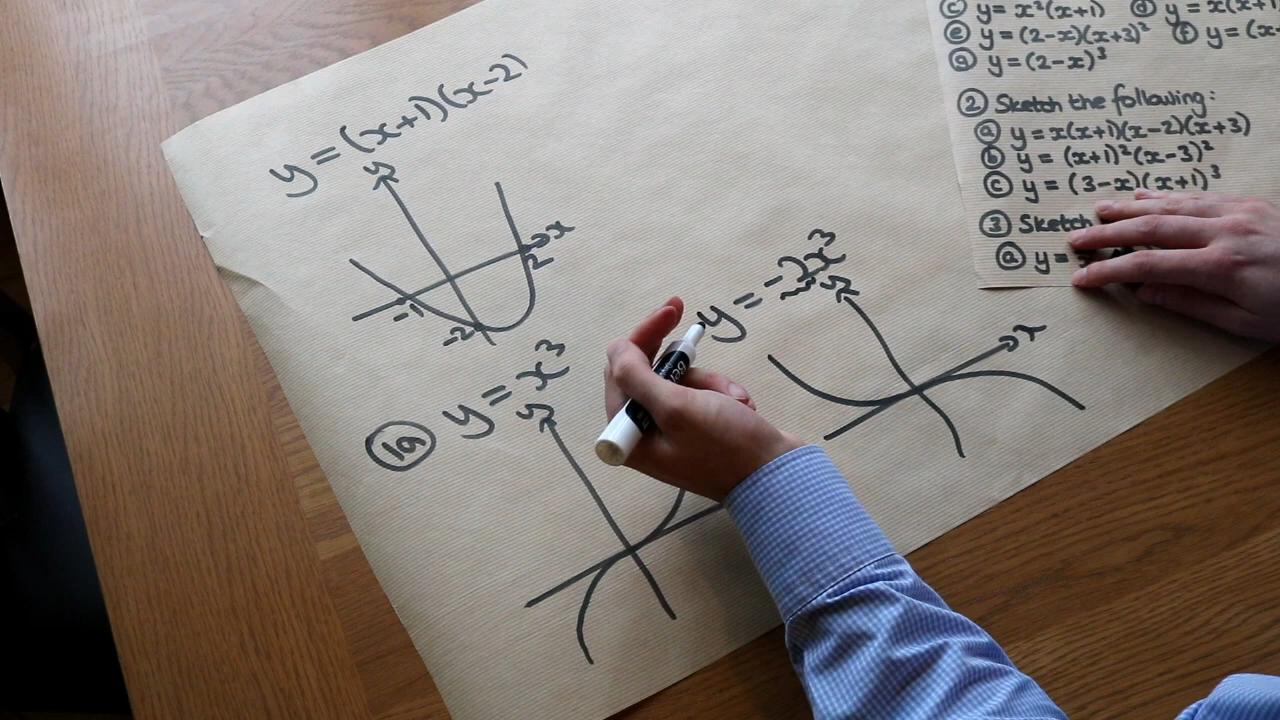 y = (x+1)(x-2)
y
x
-1
2
-2
1a y = x³
y
y = -2x³
y
x
c y = x²(x+1) d y = x(x+1
e y = (2-x)(x+3)² f y = (x-
g y = (2-x)³
2 Sketch the following:
a y = x(x+1)(x-2)(x+3)
b y = (x+1)²(x-3)²
c y = (3-x)(x+1)³
3 Sketch
a y =